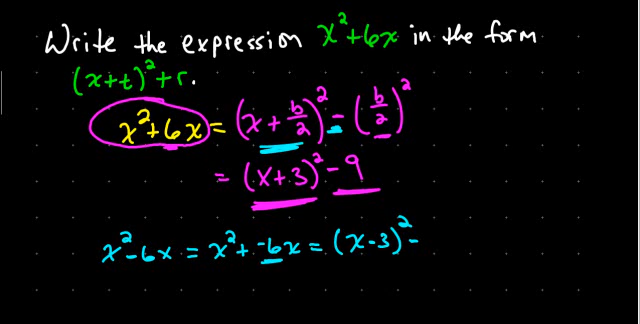 Write the expression x²+6x in the form
(x+t)²+r.
x²+6x = (x + b/2)² - (b/2)²
= (x+3)² - 9
x²-6x = x²+ -6x = (x-3)² -